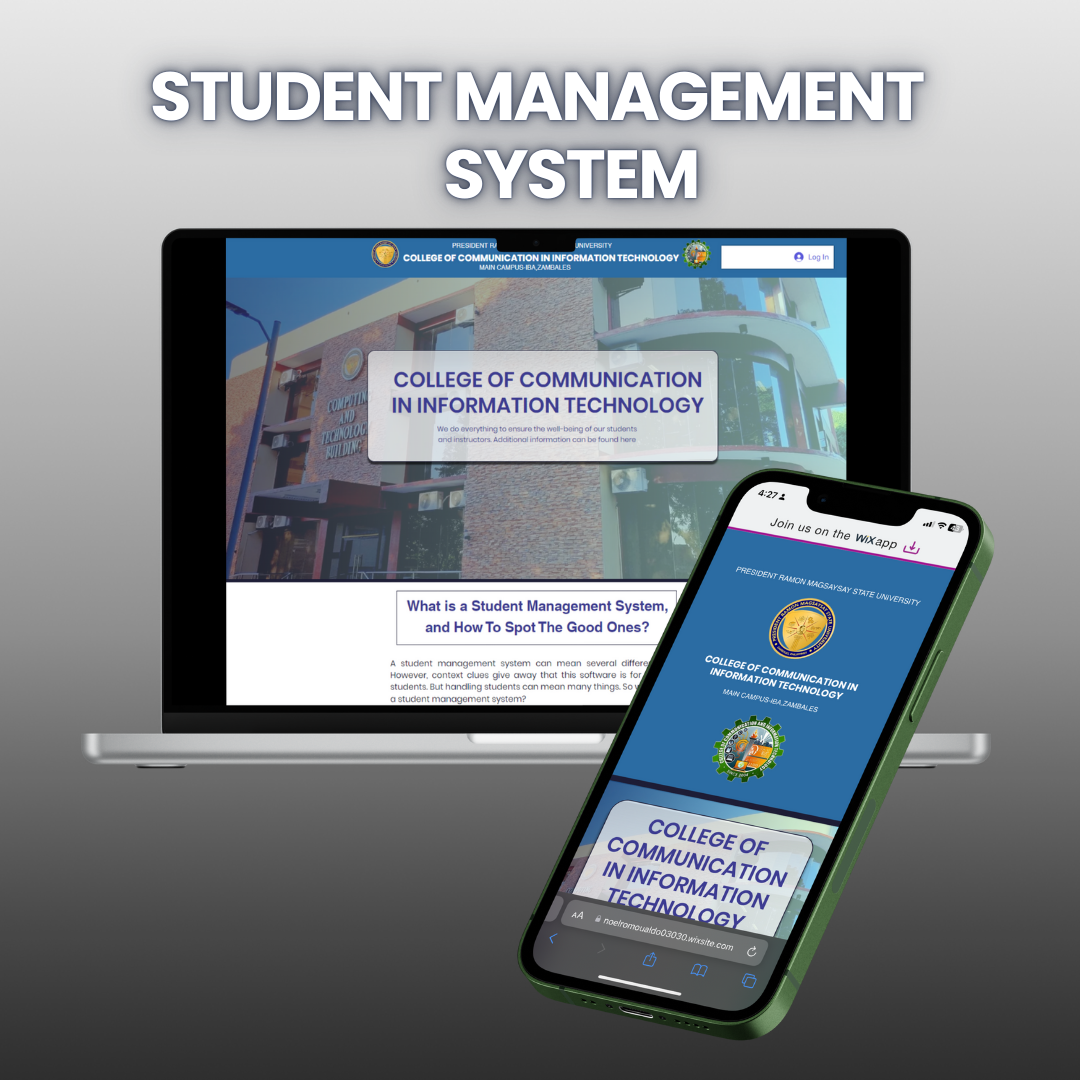 STUDENT MANAGEMENT
SYSTEM
PRESIDENT RA
UNIVERSITY
COLLEGE OF COMMUNICATION IN INFORMATION TECHNOLOGY
MAIN CAMPUS-IBA,ZAMBALES
Log In
COMPUTING
AND
TECHNOLOGY
BUILDING
COLLEGE OF COMMUNICATION
IN INFORMATION TECHNOLOGY
We do everything to ensure the well-being of our students
and instructors. Additional information can be found here
What is a Student Management System,
and How To Spot The Good Ones?
A student management system can mean several differe
However, context clues give away that this software is for
students. But handling students can mean many things. So w
a student management system?
4:27
Join us on the WiX app
PRESIDENT RAMON MAGSAYSAY STATE UNIVERSITY
PRESIDENT RAMON MAGSAYSAY STATE UNIVERSITY
COLLEGE OF COMMUNICATION IN
INFORMATION TECHNOLOGY
MAIN CAMPUS-IBA,ZAMBALES
COLLEGE OF
COMMUNICATION
IN INFORMATION
TECHNOLOGY
AA noelromoualdo03030.wixsite.com